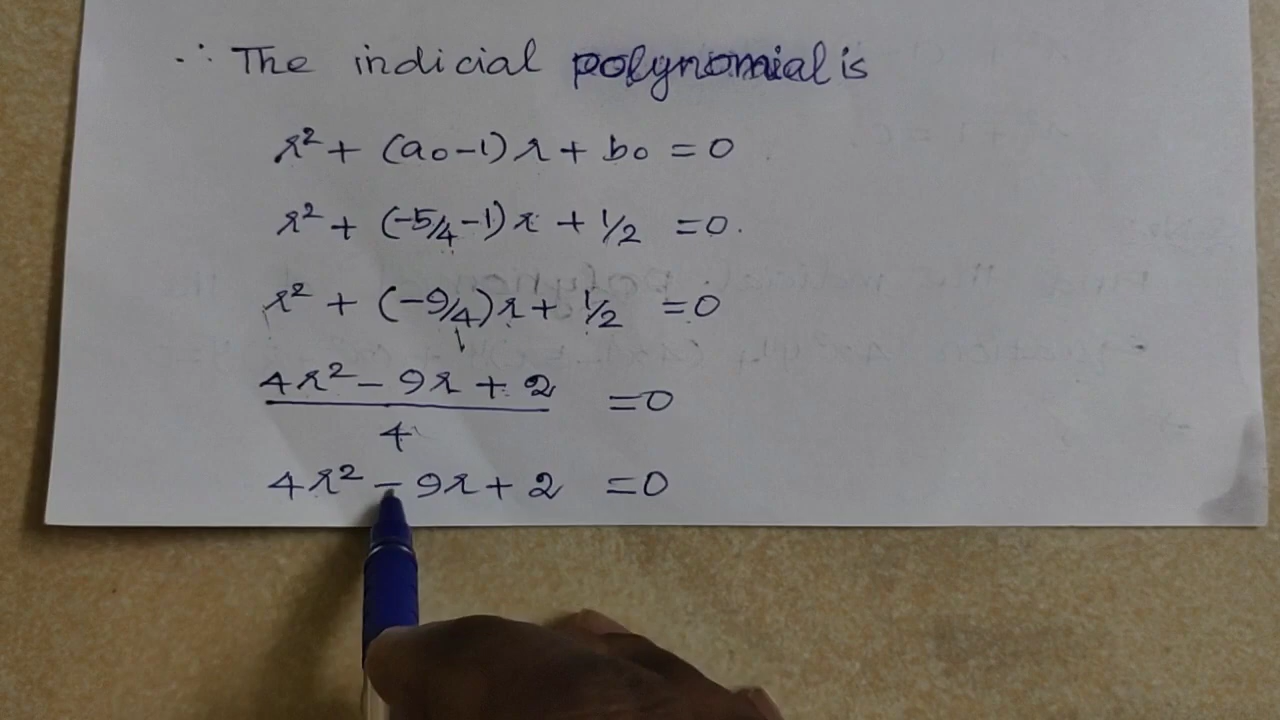 ∴ The indicial polynomial is
r² + (a₀-1)r + b₀ = 0
r² + (-5/4-1)r + 1/2 = 0.
r² + (-9/4)r + 1/2 = 0
4r² - 9r + 2 = 0
4
4r² - 9r + 2 = 0